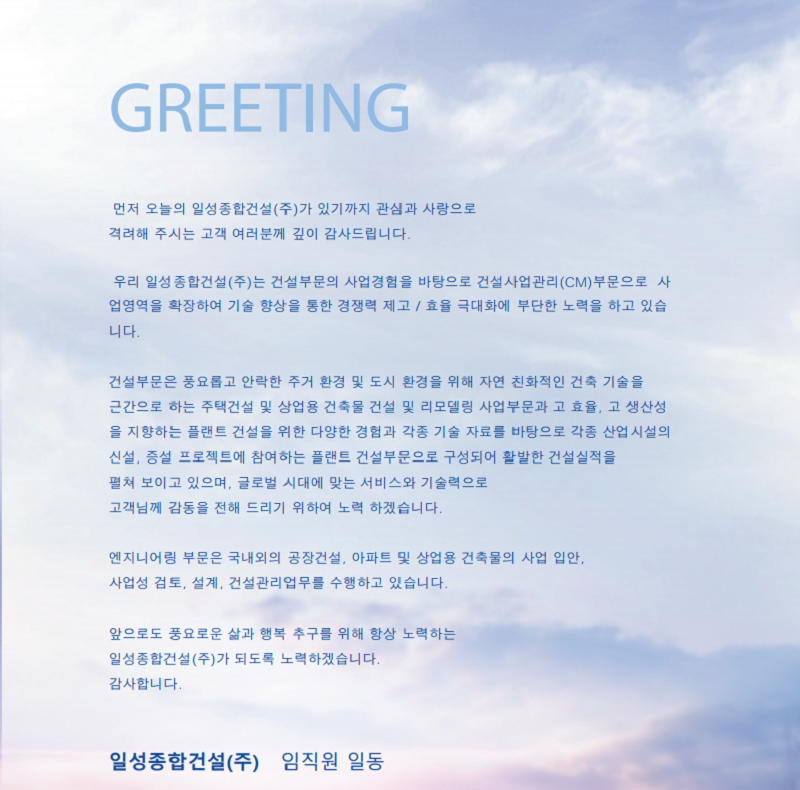 GREETING
먼저 오늘의 일성종합건설(주)가 있기까지 관심과 사랑으로
격려해 주시는 고객 여러분께 깊이 감사드립니다.
우리 일성종합건설(주)는 건설부문의 사업경험을 바탕으로 건설사업관리(CM)부문으로 사
업영역을 확장하여 기술 향상을 통한 경쟁력 제고 / 효율 극대화에 부단한 노력을 하고 있습
니다.
건설부문은 풍요롭고 안락한 주거 환경 및 도시 환경을 위해 자연 친화적인 건축 기술을
근간으로 하는 주택건설 및 상업용 건축물 건설 및 리모델링 사업부문과 고 효율, 고 생산성
을 지향하는 플랜트 건설을 위한 다양한 경험과 각종 기술 자료를 바탕으로 각종 산업시설의
신설, 증설 프로젝트에 참여하는 플랜트 건설부문으로 구성되어 활발한 건설실적을
펼쳐 보이고 있으며, 글로벌 시대에 맞는 서비스와 기술력으로
고객님께 감동을 전해 드리기 위하여 노력 하겠습니다.
엔지니어링 부문은 국내외의 공장건설, 아파트 및 상업용 건축물의 사업 입안,
사업성 검토, 설계, 건설관리업무를 수행하고 있습니다.
앞으로도 풍요로운 삶과 행복 추구를 위해 항상 노력하는
일성종합건설(주)가 되도록 노력하겠습니다.
감사합니다.
일성종합건설(주) 임직원 일동